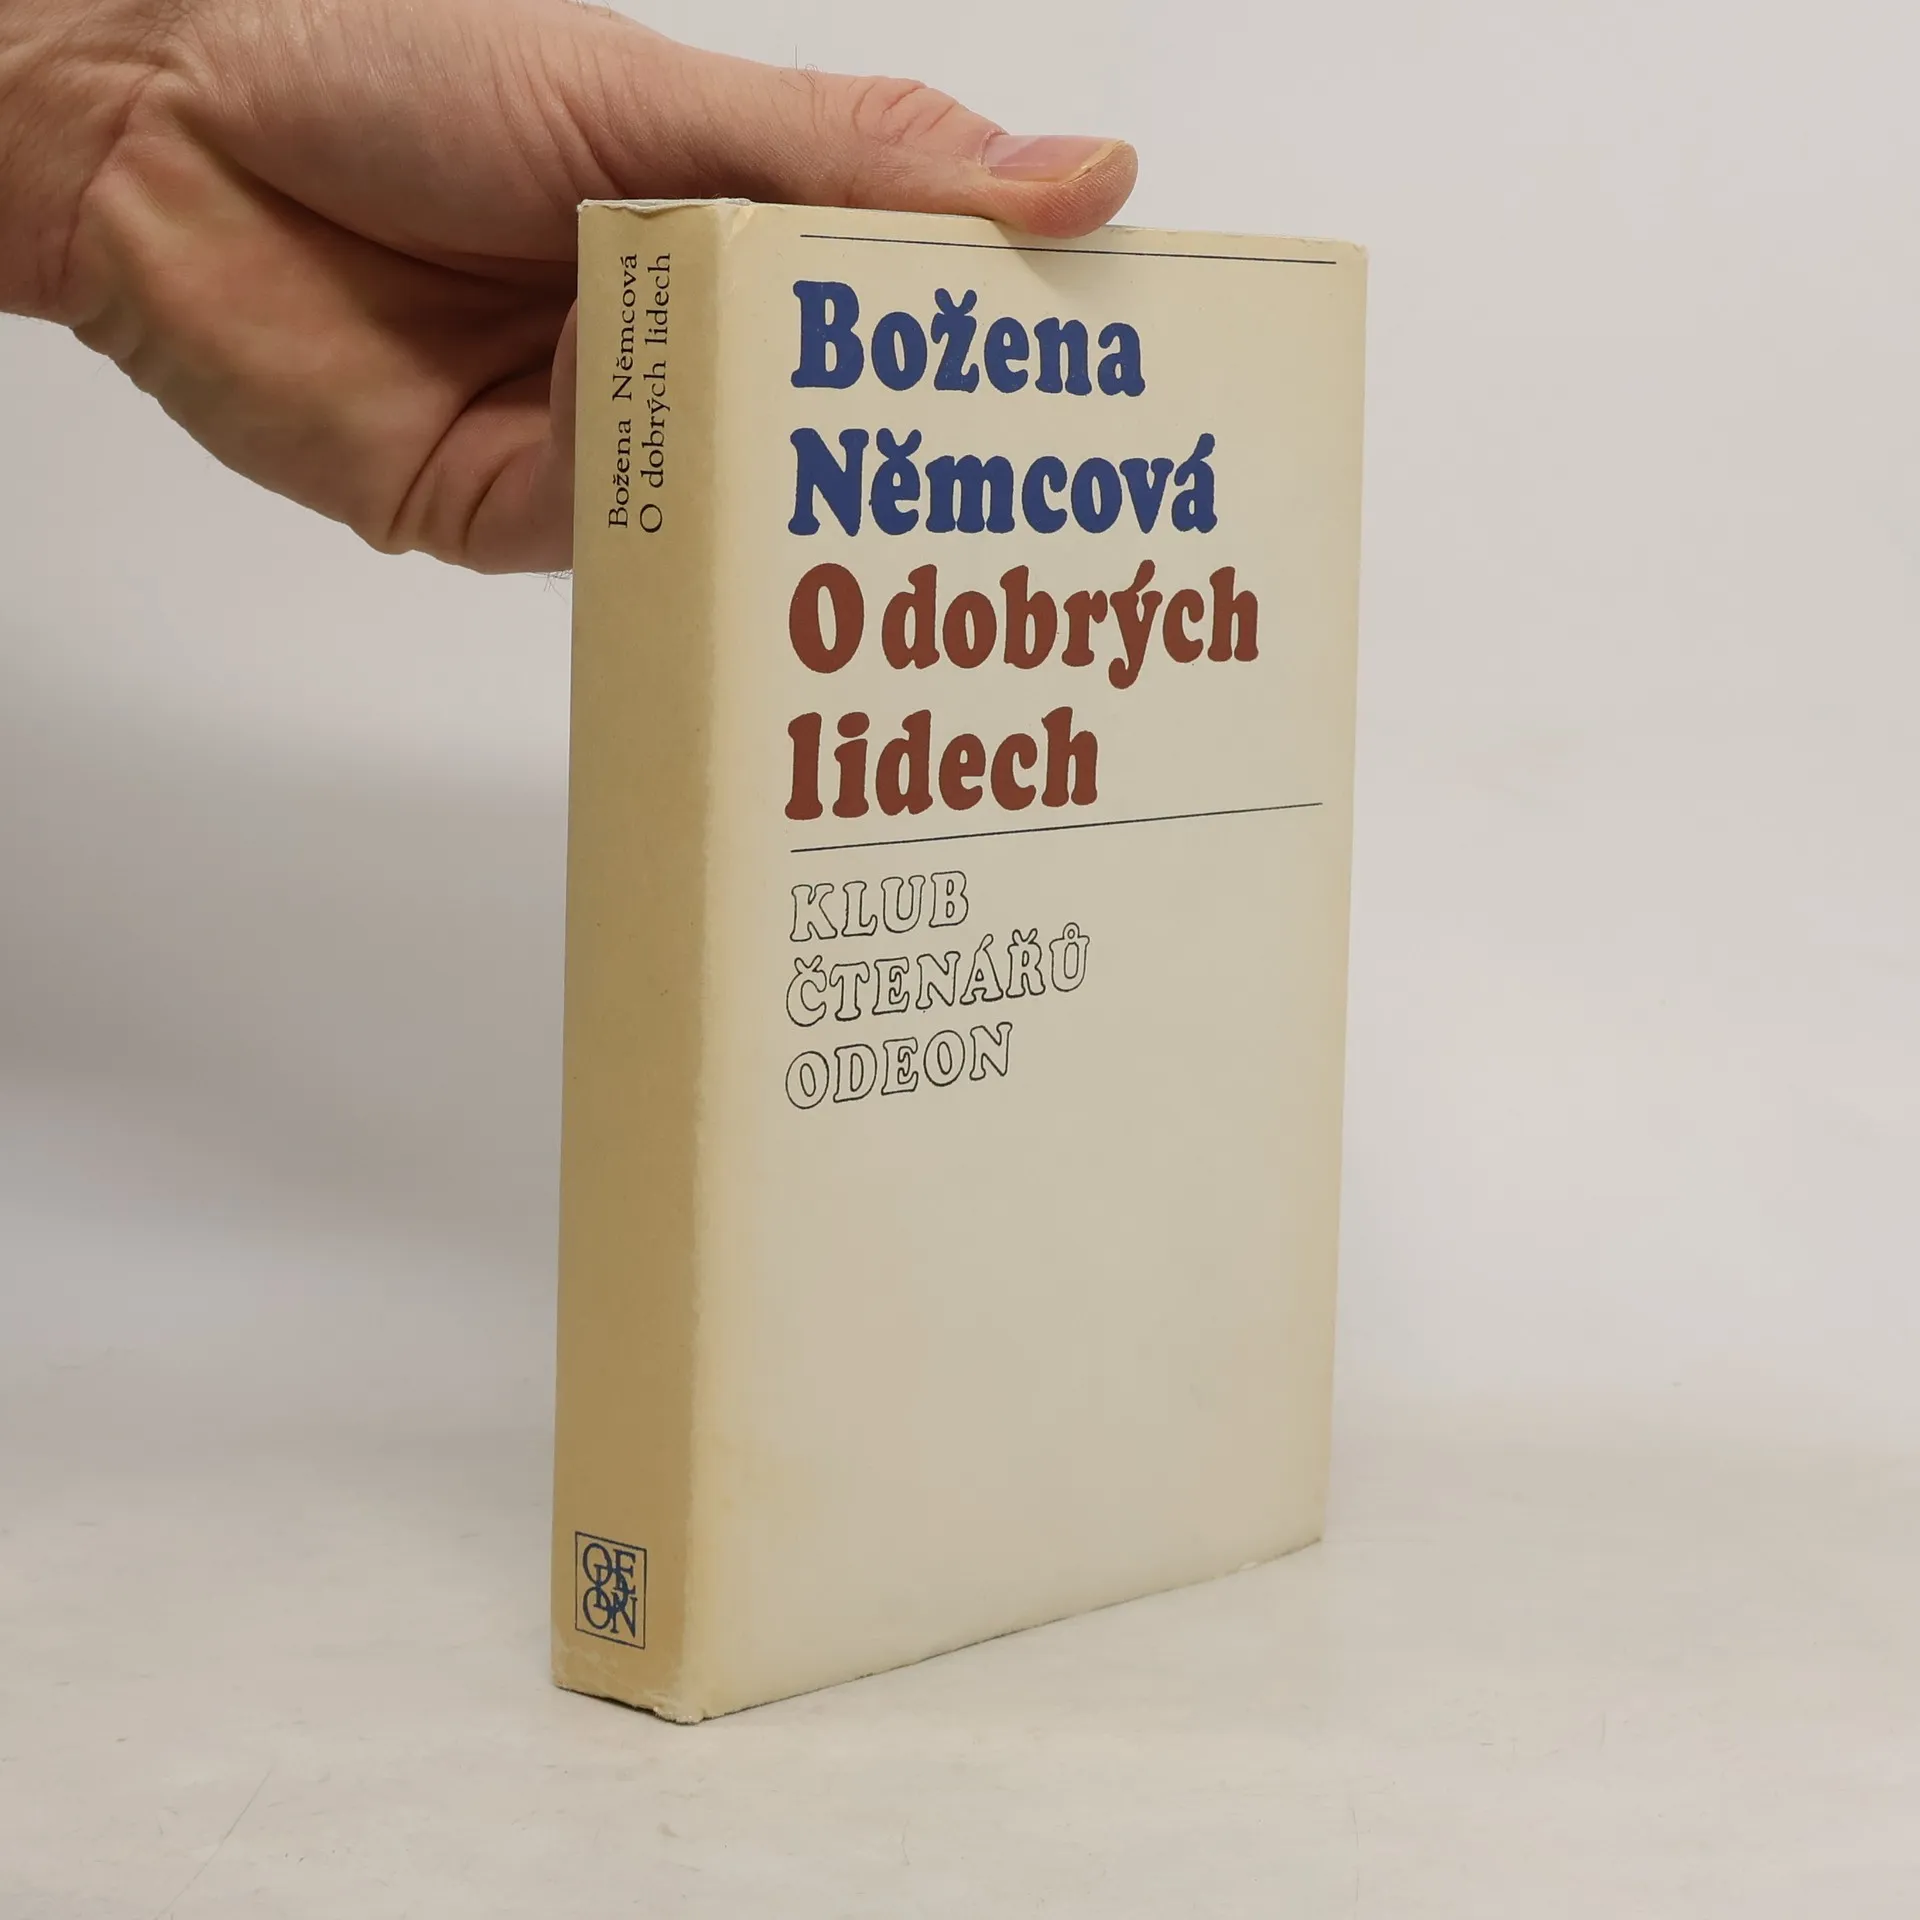 Božena Němcová
O dobrých lidech
Božena
Němcová
O dobrých
lidech
KLUB
ČTENÁŘŮ
ODEON
ODEON